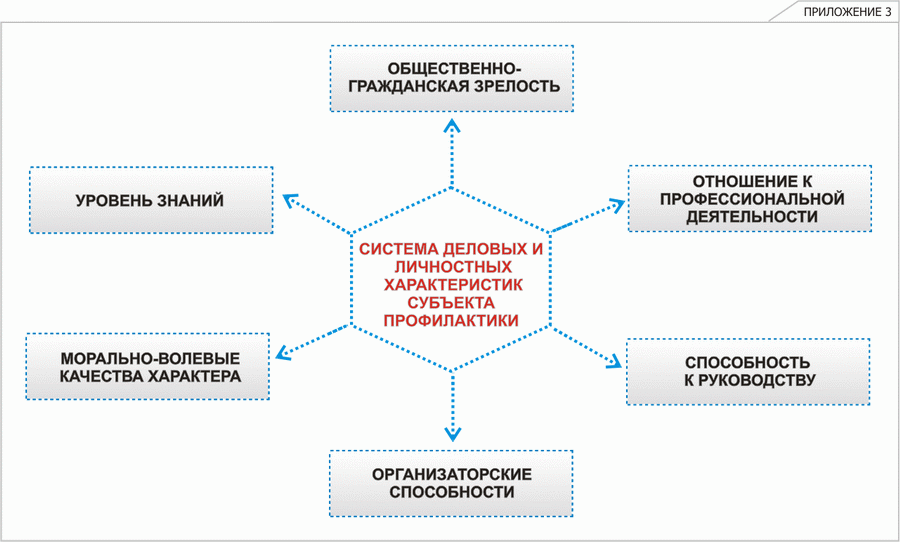 ПРИЛОЖЕНИЕ 3
ОБЩЕСТВЕННО-
ГРАЖДАНСКАЯ ЗРЕЛОСТЬ
УРОВЕНЬ ЗНАНИЙ
ОТНОШЕНИЕ К
ПРОФЕССИОНАЛЬНОЙ
ДЕЯТЕЛЬНОСТИ
СИСТЕМА ДЕЛОВЫХ И
ЛИЧНОСТНЫХ
ХАРАКТЕРИСТИК
СУБЪЕКТА
ПРОФИЛАКТИКИ
МОРАЛЬНО-ВОЛЕВЫЕ
КАЧЕСТВА ХАРАКТЕРА
СПОСОБНОСТЬ
К РУКОВОДСТВУ
ОРГАНИЗАТОРСКИЕ
СПОСОБНОСТИ